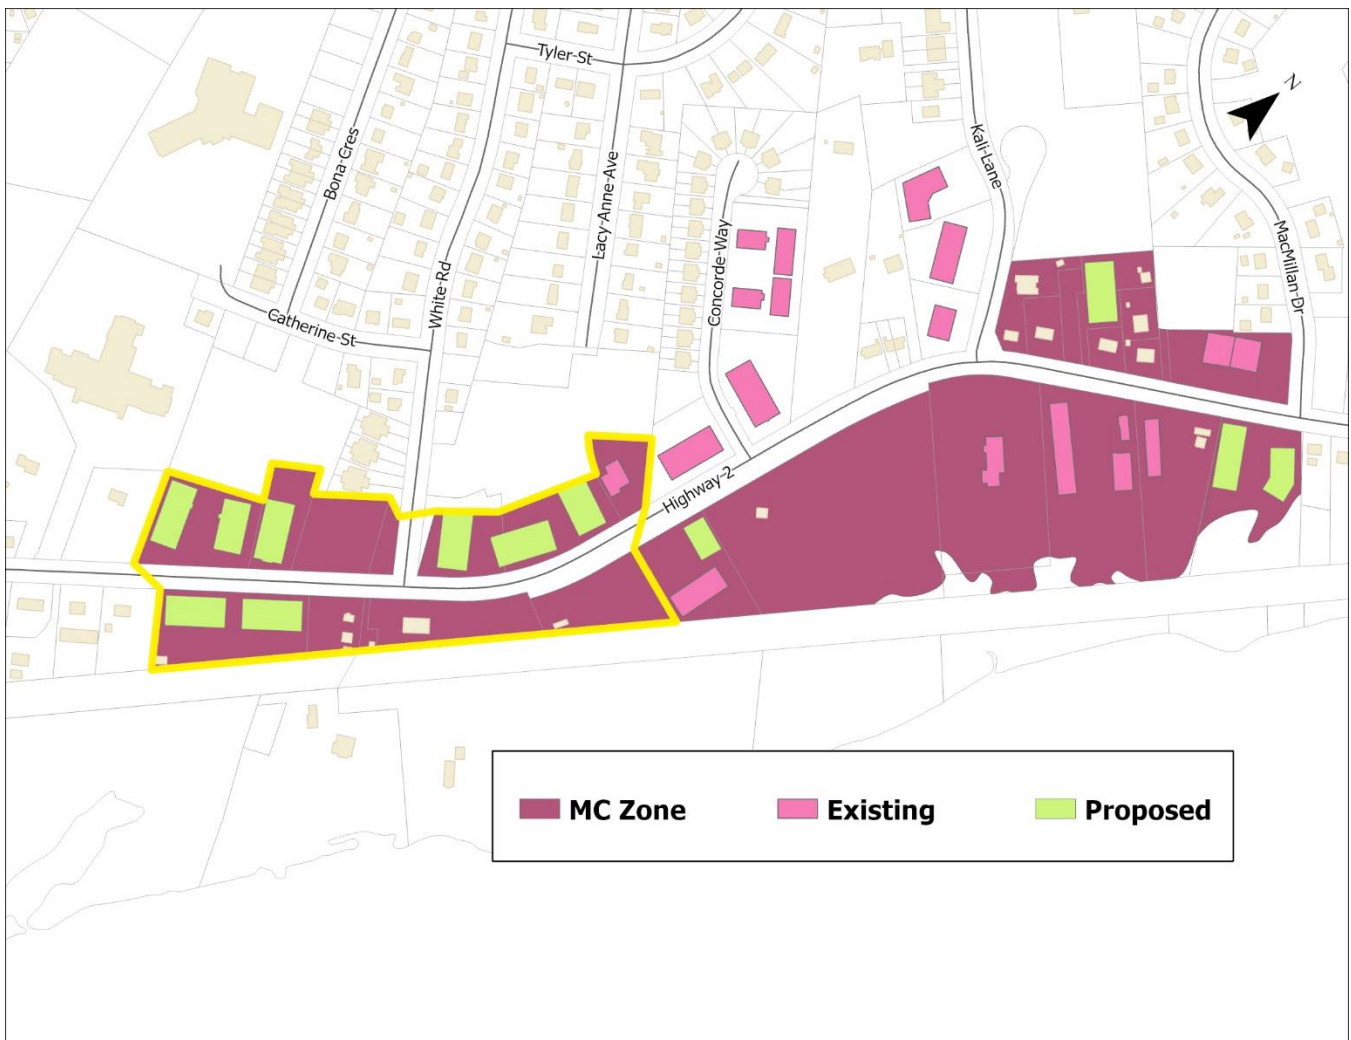 Tyler-St
N
Bona-Cres
Lacy-Anne-Ave
Kali-Lane
Concorde-Way
MacMillan-Dr
White-Rd
Catherine-St
Highway-2
MC Zone
Existing
Proposed